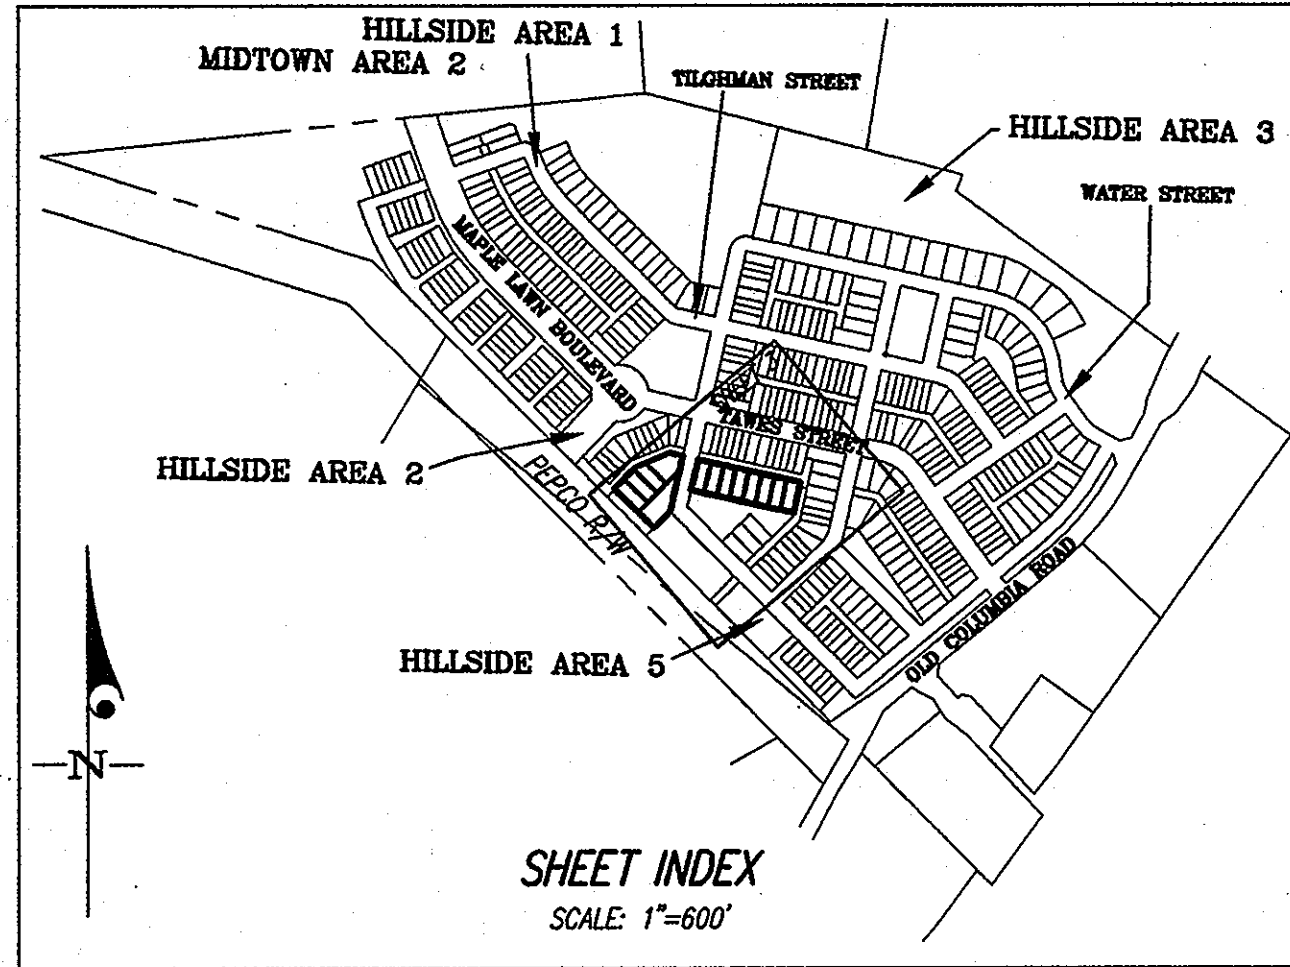 HILLSIDE AREA 1
MIDTOWN AREA 2
TILGHMAN STREET
HILLSIDE AREA 3
WATER STREET
MAPLE LAWN BOULEVARD
TAWES STREET
HILLSIDE AREA 2
PEPCO R/W
HILLSIDE AREA 5
OLD COLUMBIA ROAD
N
SHEET INDEX
SCALE: 1"=600'